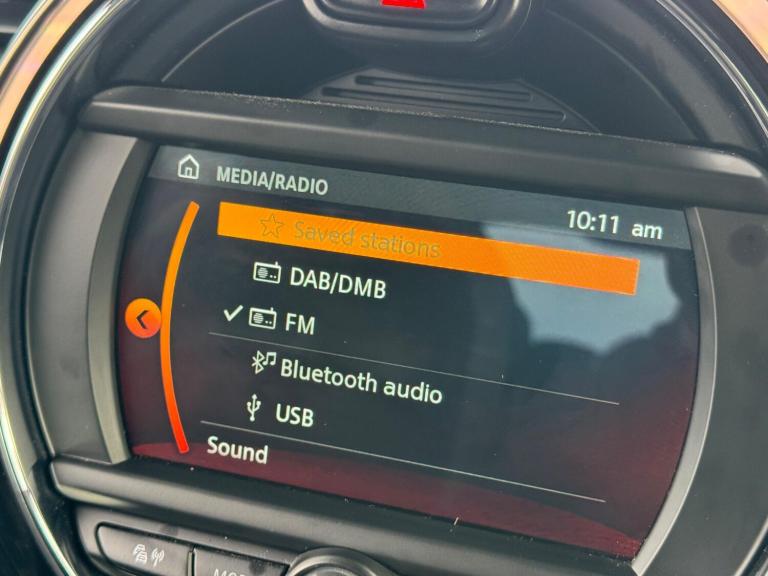 MEDIA/RADIO
10:11 am
Saved stations
DAB/DMB
FM
Bluetooth audio
USB
Sound